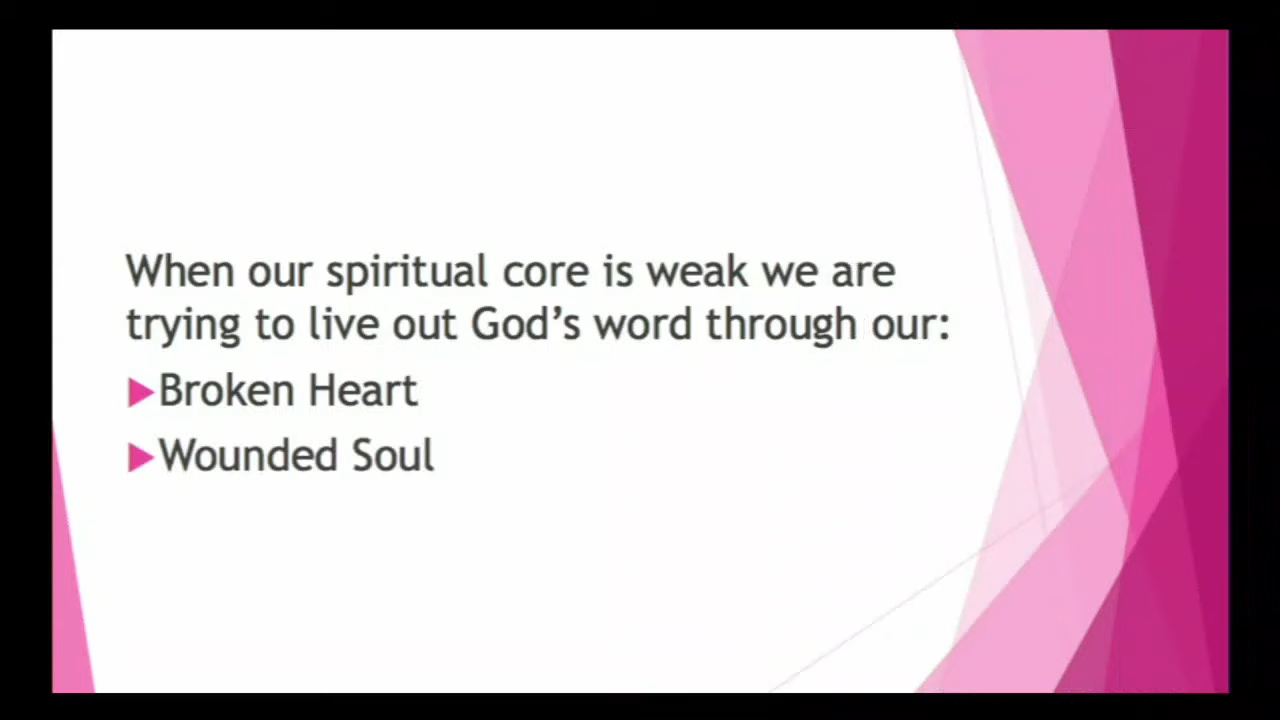 When our spiritual core is weak we are
trying to live out God’s word through our:
Broken Heart
Wounded Soul